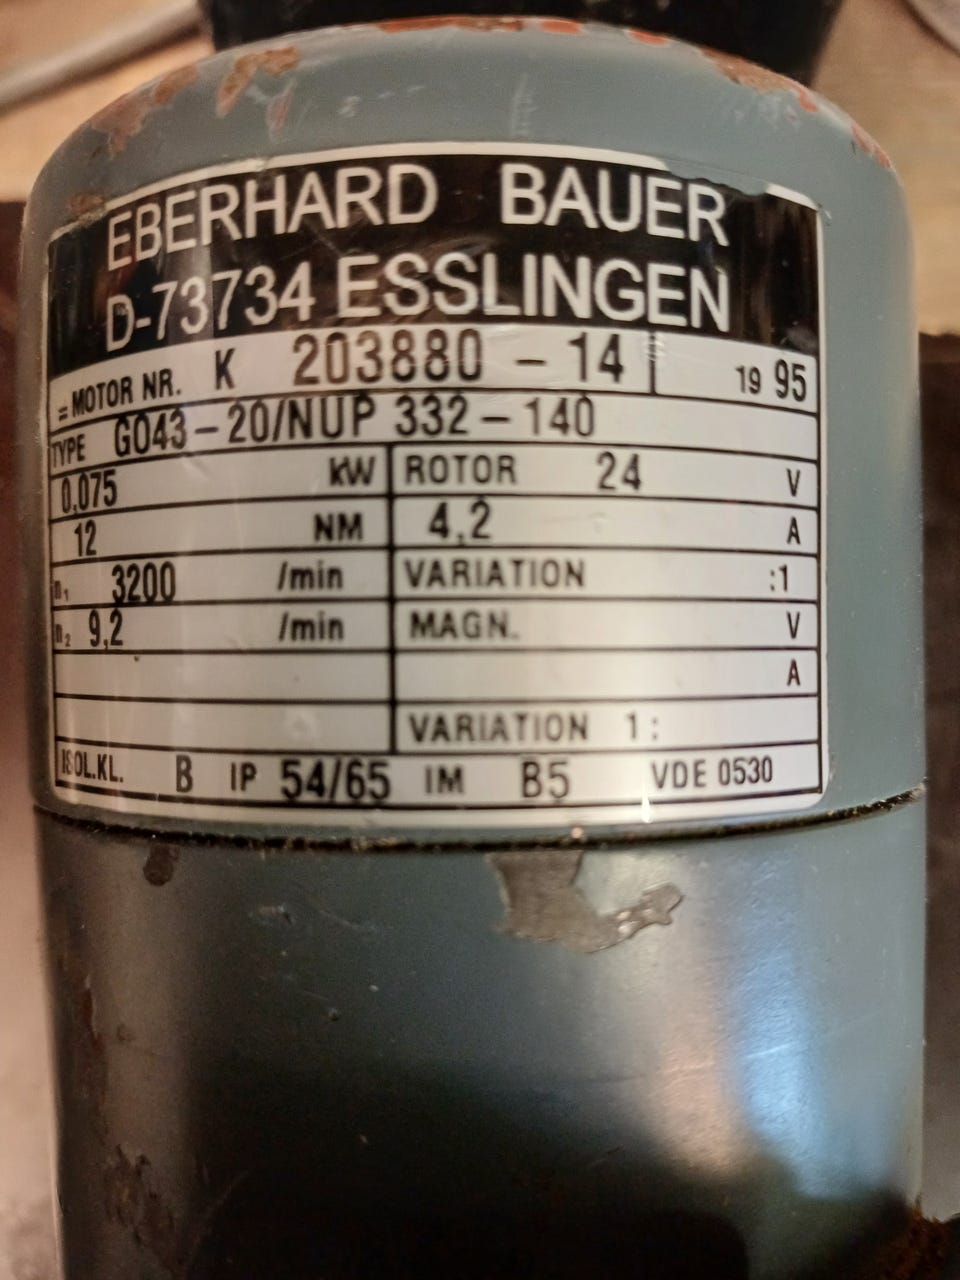 EBERHARD BAUER
D-73734 ESSLINGEN
= MOTOR NR. K 203880 - 14 19 95
TYPE G043-20/NUP 332-140
0,075 kW ROTOR 24 V
12 NM 4,2 A
n₁ 3200 /min VARIATION :1
n₂ 9,2 /min MAGN. V
A
VARIATION 1:
ISOL.KL. B IP 54/65 IM B5 VDE 0530